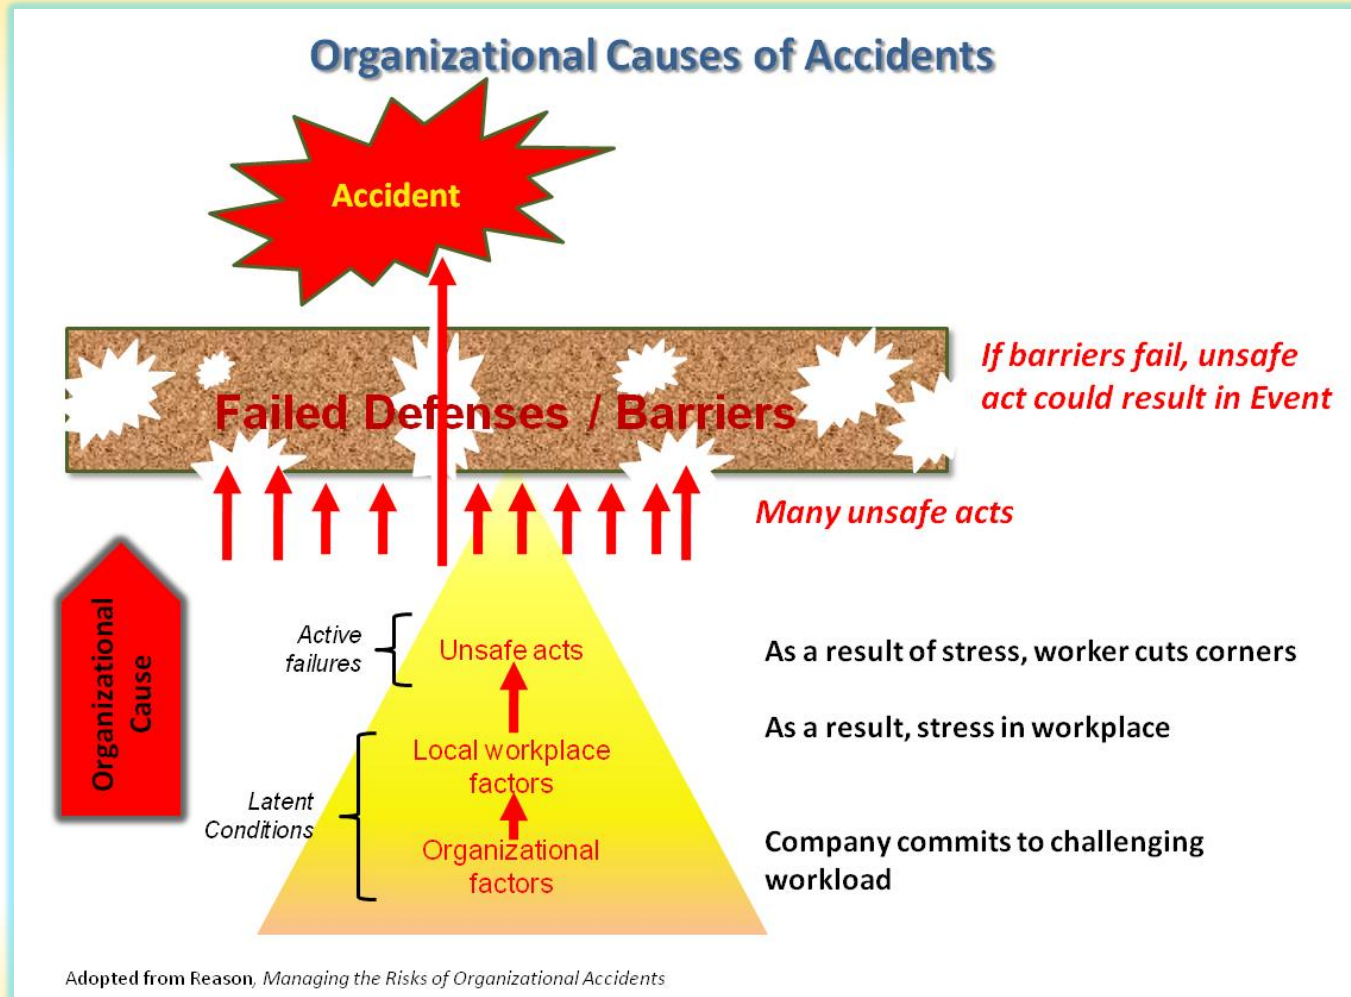 Organizational Causes of Accidents
Accident
If barriers fail, unsafe
act could result in Event
Failed Defenses / Barriers
Many unsafe acts
Organizational
Cause
Active
failures
Unsafe acts
As a result of stress, worker cuts corners
As a result, stress in workplace
Local workplace
factors
Latent
Conditions
Organizational
factors
Company commits to challenging
workload
Adopted from Reason, Managing the Risks of Organizational Accidents